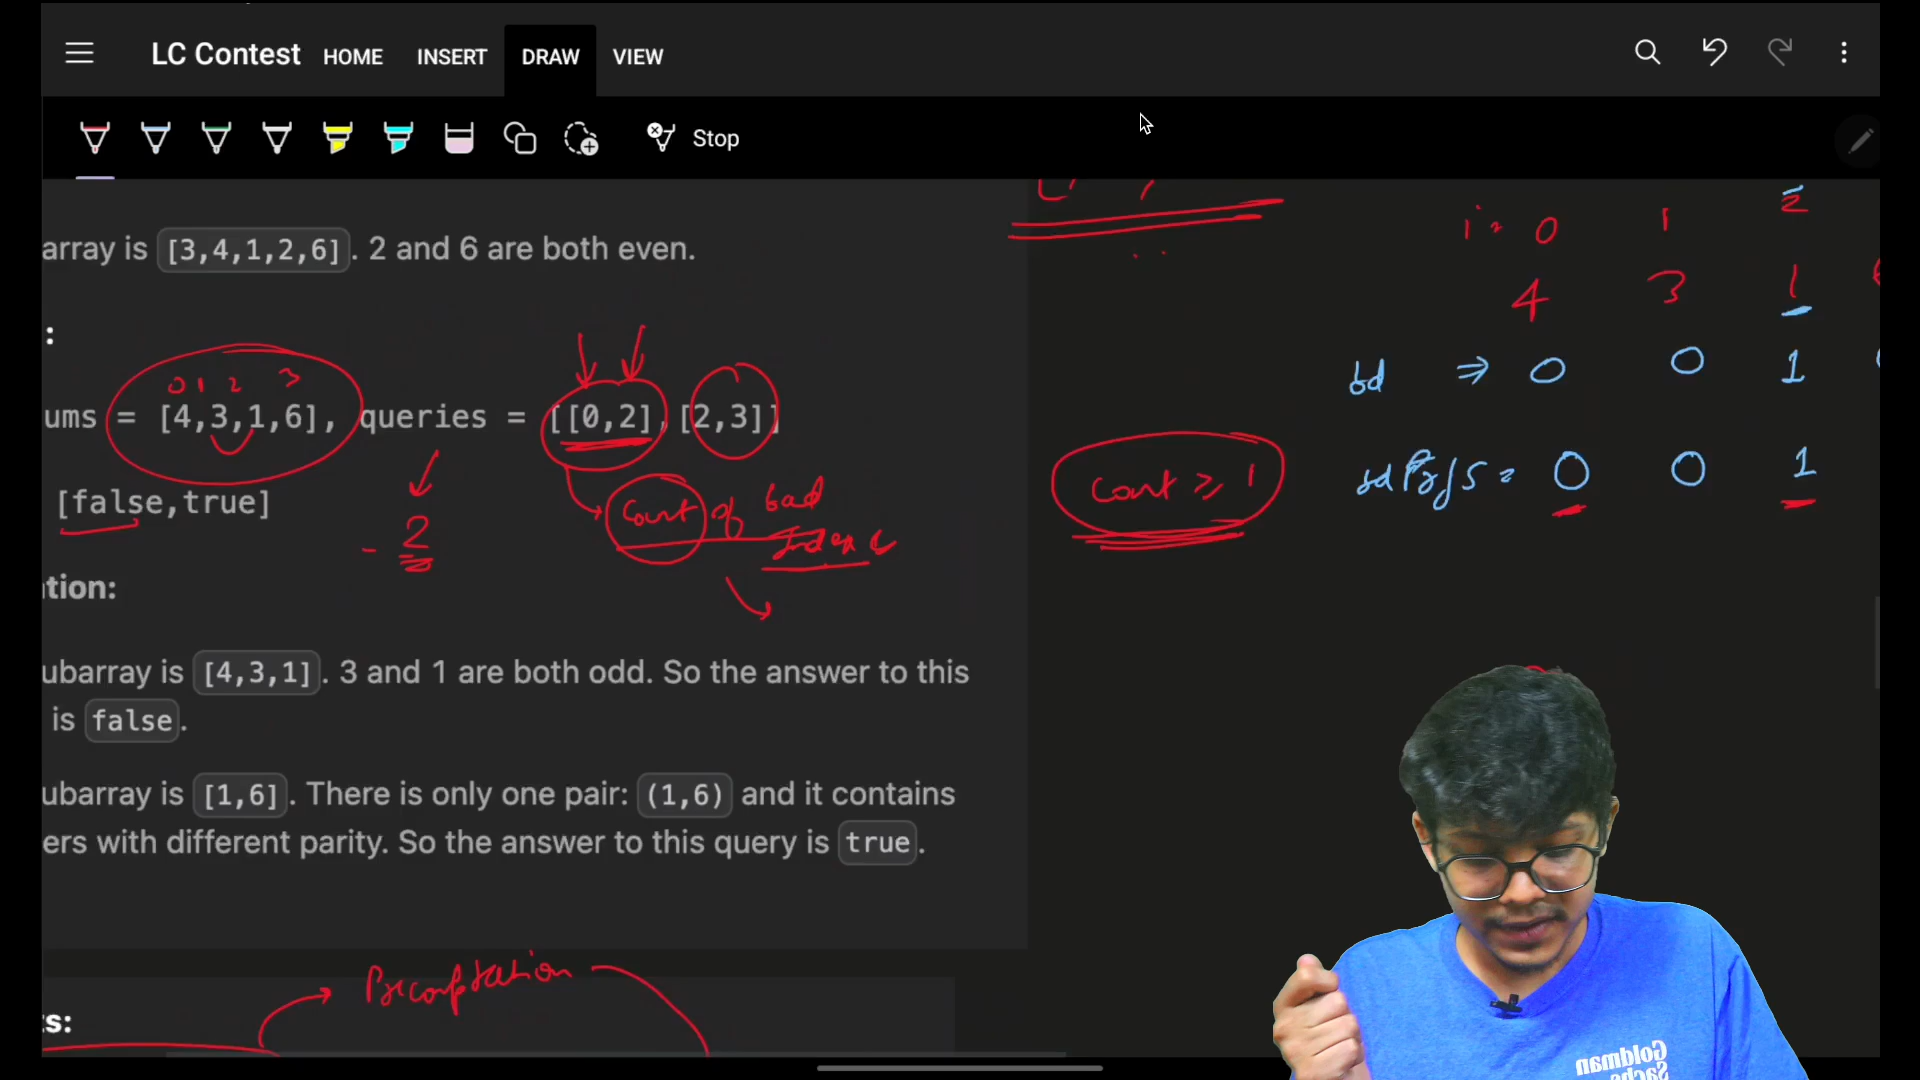 LC Contest HOME INSERT DRAW VIEW
Stop
array is [3,4,1,2,6]. 2 and 6 are both even.
:
0 1 2 3
ums = [4,3,1,6], queries = [[0,2], [2,3]]
[false,true]
Count of bad
- 2
ation:
ubarray is [4,3,1]. 3 and 1 are both odd. So the answer to this
is false.
ubarray is [1,6]. There is only one pair: (1,6) and it contains
ers with different parity. So the answer to this query is true.
ts:
2
i = 0 1
4 3 1
bd ⇒ 0 0 1
Count ≥ 1
= 0 0 1
Goldman
Sachs